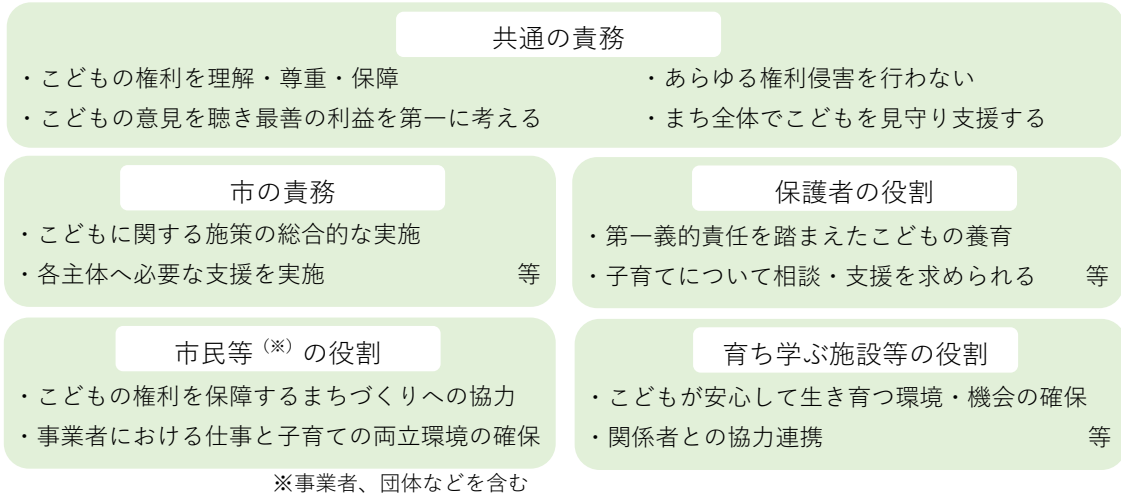 共通の責務
・こどもの権利を理解・尊重・保障
・あらゆる権利侵害を行わない
・こどもの意見を聴き最善の利益を第一に考える
・まち全体でこどもを見守り支援する
市の責務
・こどもに関する施策の総合的な実施
・各主体へ必要な支援を実施 等
保護者の役割
・第一義的責任を踏まえたこどもの養育
・子育てについて相談・支援を求められる 等
市民等（※）の役割
・こどもの権利を保障するまちづくりへの協力
・事業者における仕事と子育ての両立環境の確保
※事業者、団体などを含む
育ち学ぶ施設等の役割
・こどもが安心して生き育つ環境・機会の確保
・関係者との協力連携 等